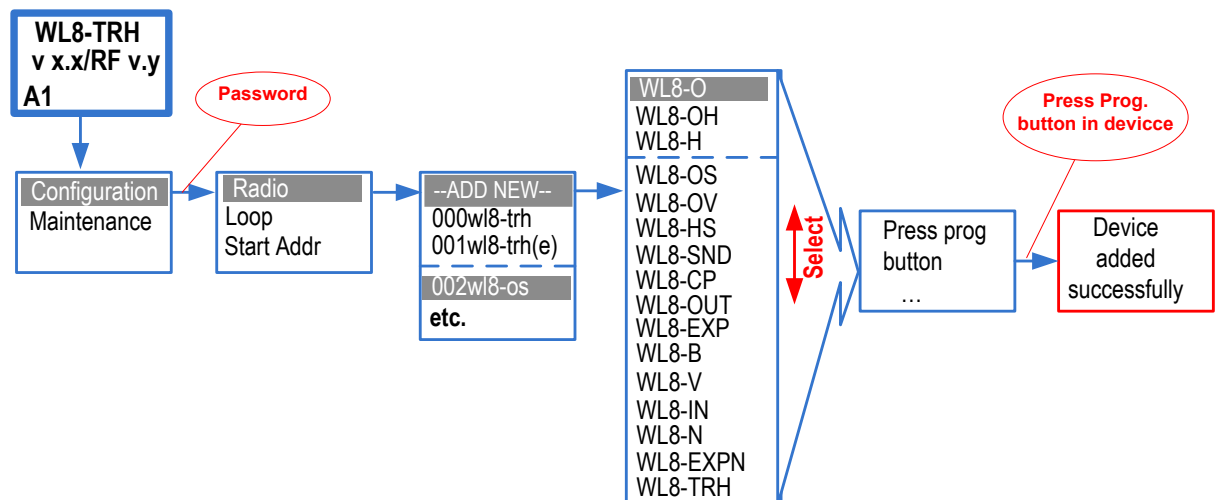 WL8-TRH
v x.x/RF v.y
A1
Password
Configuration
Maintenance
Radio
Loop
Start Addr
--ADD NEW--
000wl8-trh
001wl8-trh(e)
002wl8-os
etc.
WL8-O
WL8-OH
WL8-H
WL8-OS
WL8-OV
WL8-HS
WL8-SND
WL8-CP
WL8-OUT
WL8-EXP
WL8-B
WL8-V
WL8-IN
WL8-N
WL8-EXPN
WL8-TRH
Select
Press prog
button
...
Press Prog.
button in devicce
Device
added
successfully